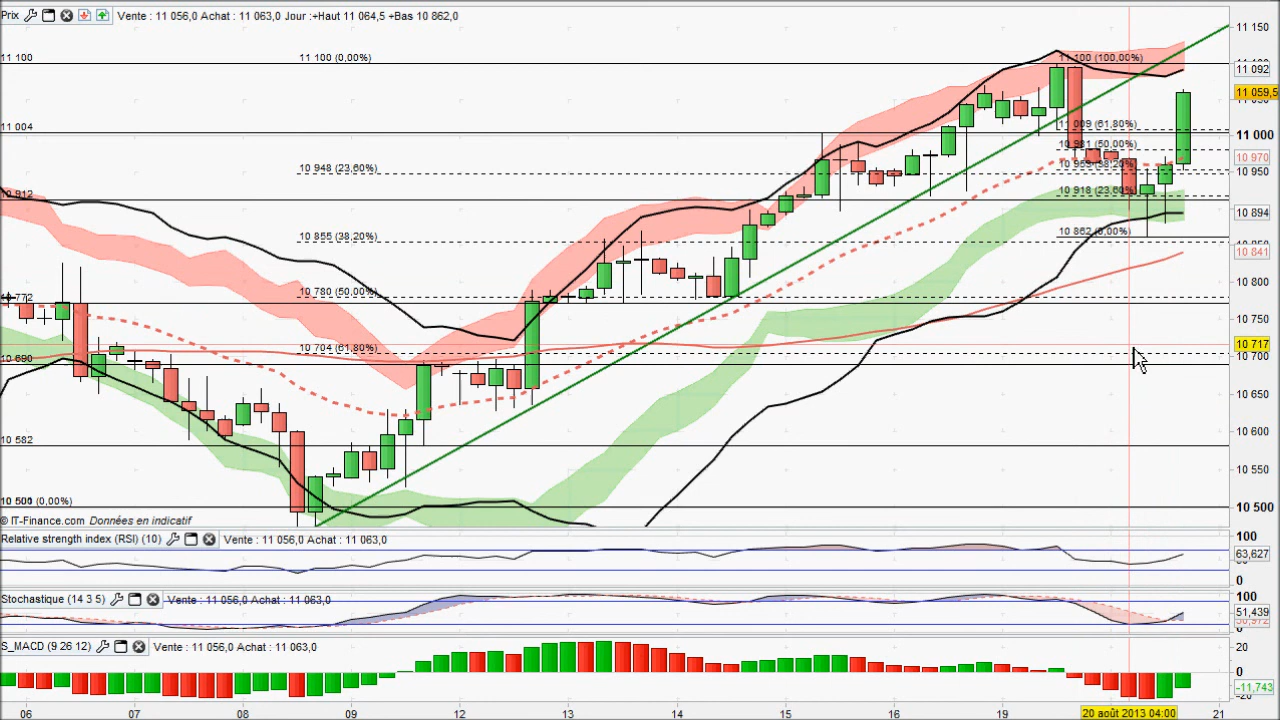 Prix Vente : 11 056,0 Achat : 11 063,0 Jour :+Haut 11 064,5 +Bas 10 862,0
11 150
11 100
11 100 (0,00%)
11 100 (100,00%)
11 092
11 059,5
11 004
11 009 (61,80%)
11 000
10 981 (50,00%)
10 970
10 948 (23,60%)
10 950
10 912
10 918 (23,60%)
10 894
10 855 (38,20%)
10 862 (0,00%)
10 841
10 800
10 772
10 780 (50,00%)
10 750
10 717
10 704 (61,80%)
10 700
10 690
10 650
10 600
10 582
10 550
10 500 (0,00%)
10 500
© IT-Finance.com Données en indicatif
Relative strength index (RSI) (10) Vente : 11 056,0 Achat : 11 063,0
100
63,627
0
Stochastique (14 3 5) Vente : 11 056,0 Achat : 11 063,0
100
51,439
S_MACD (9 26 12) Vente : 11 056,0 Achat : 11 063,0
20
0
-11,743
06 07 08 09 12 13 14 15 16 19 20 août 2013 04:00 21